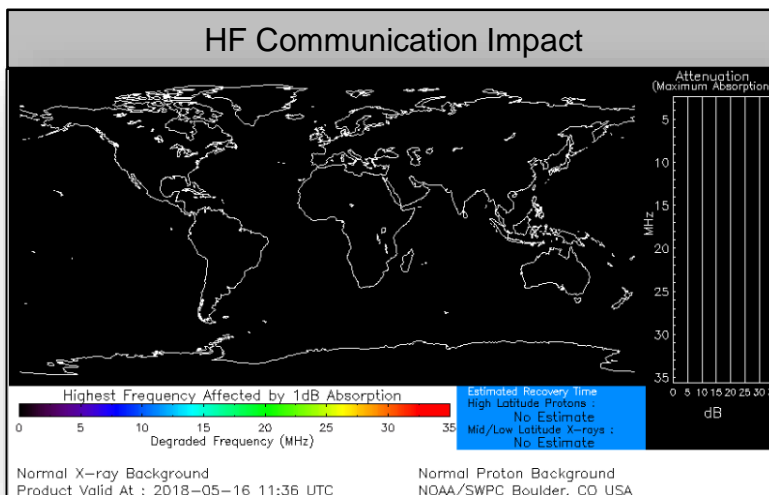 HF Communication Impact
Attenuation
(Maximum Absorption
5
10
15
20
25
30
35
MHz
0 5 10 15 20 25 30
dB
Highest Frequency Affected by 1dB Absorption
0 5 10 15 20 25 30 35
Degraded Frequency (MHz)
Estimated Recovery Time
High Latitude Protons :
No Estimate
Mid/Low Latitude X-rays :
No Estimate
Normal X-ray Background
Product Valid At : 2018-05-16 11:36 UTC
Normal Proton Background
NOAA/SWPC Boulder, CO USA